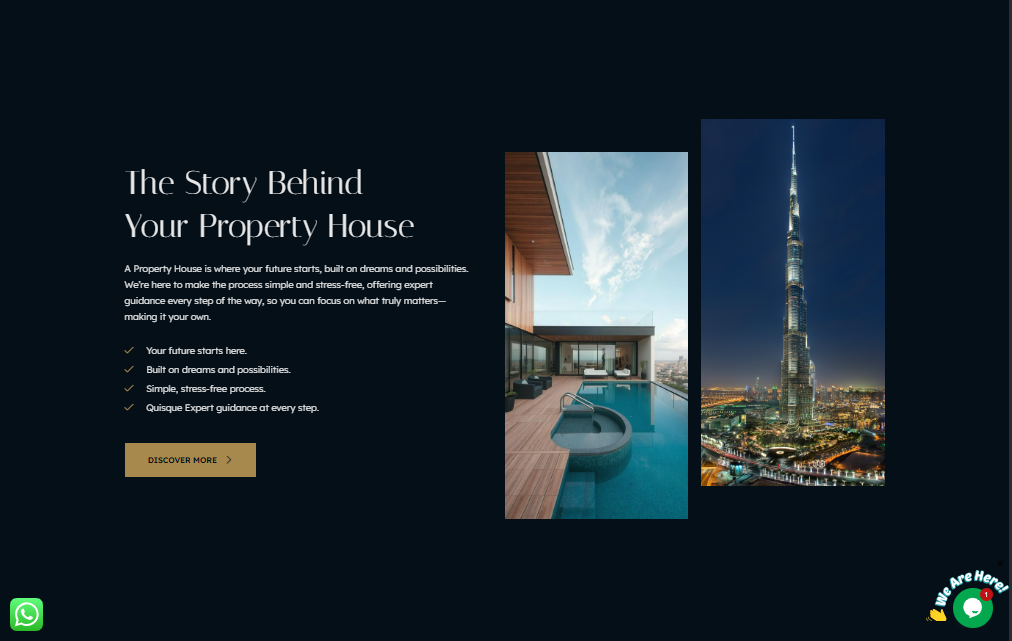 The Story Behind
Your Property House
A Property House is where your future starts, built on dreams and possibilities.
We're here to make the process simple and stress-free, offering expert
guidance every step of the way, so you can focus on what truly matters—
making it your own.
Your future starts here.
Built on dreams and possibilities.
Simple, stress-free process.
Quisque Expert guidance at every step.
DISCOVER MORE
We Are Here!
1